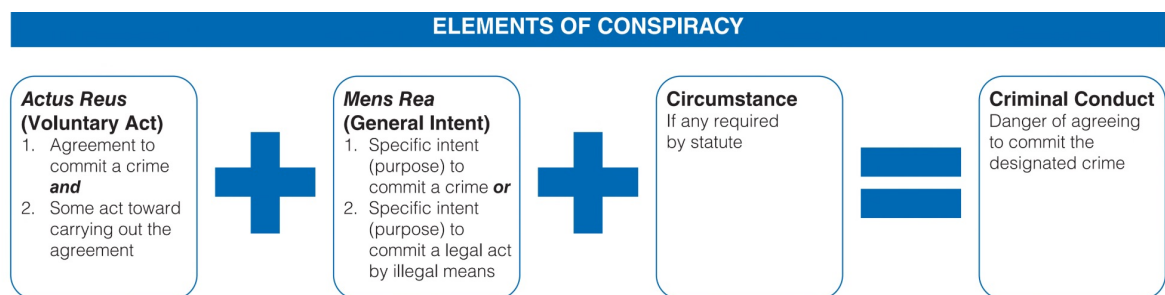 ELEMENTS OF CONSPIRACY
Actus Reus
(Voluntary Act)
1. Agreement to
commit a crime
and
2. Some act toward
carrying out the
agreement
Mens Rea
(General Intent)
1. Specific intent
(purpose) to
commit a crime or
2. Specific intent
(purpose) to
commit a legal act
by illegal means
Circumstance
If any required
by statute
Criminal Conduct
Danger of agreeing
to commit the
designated crime